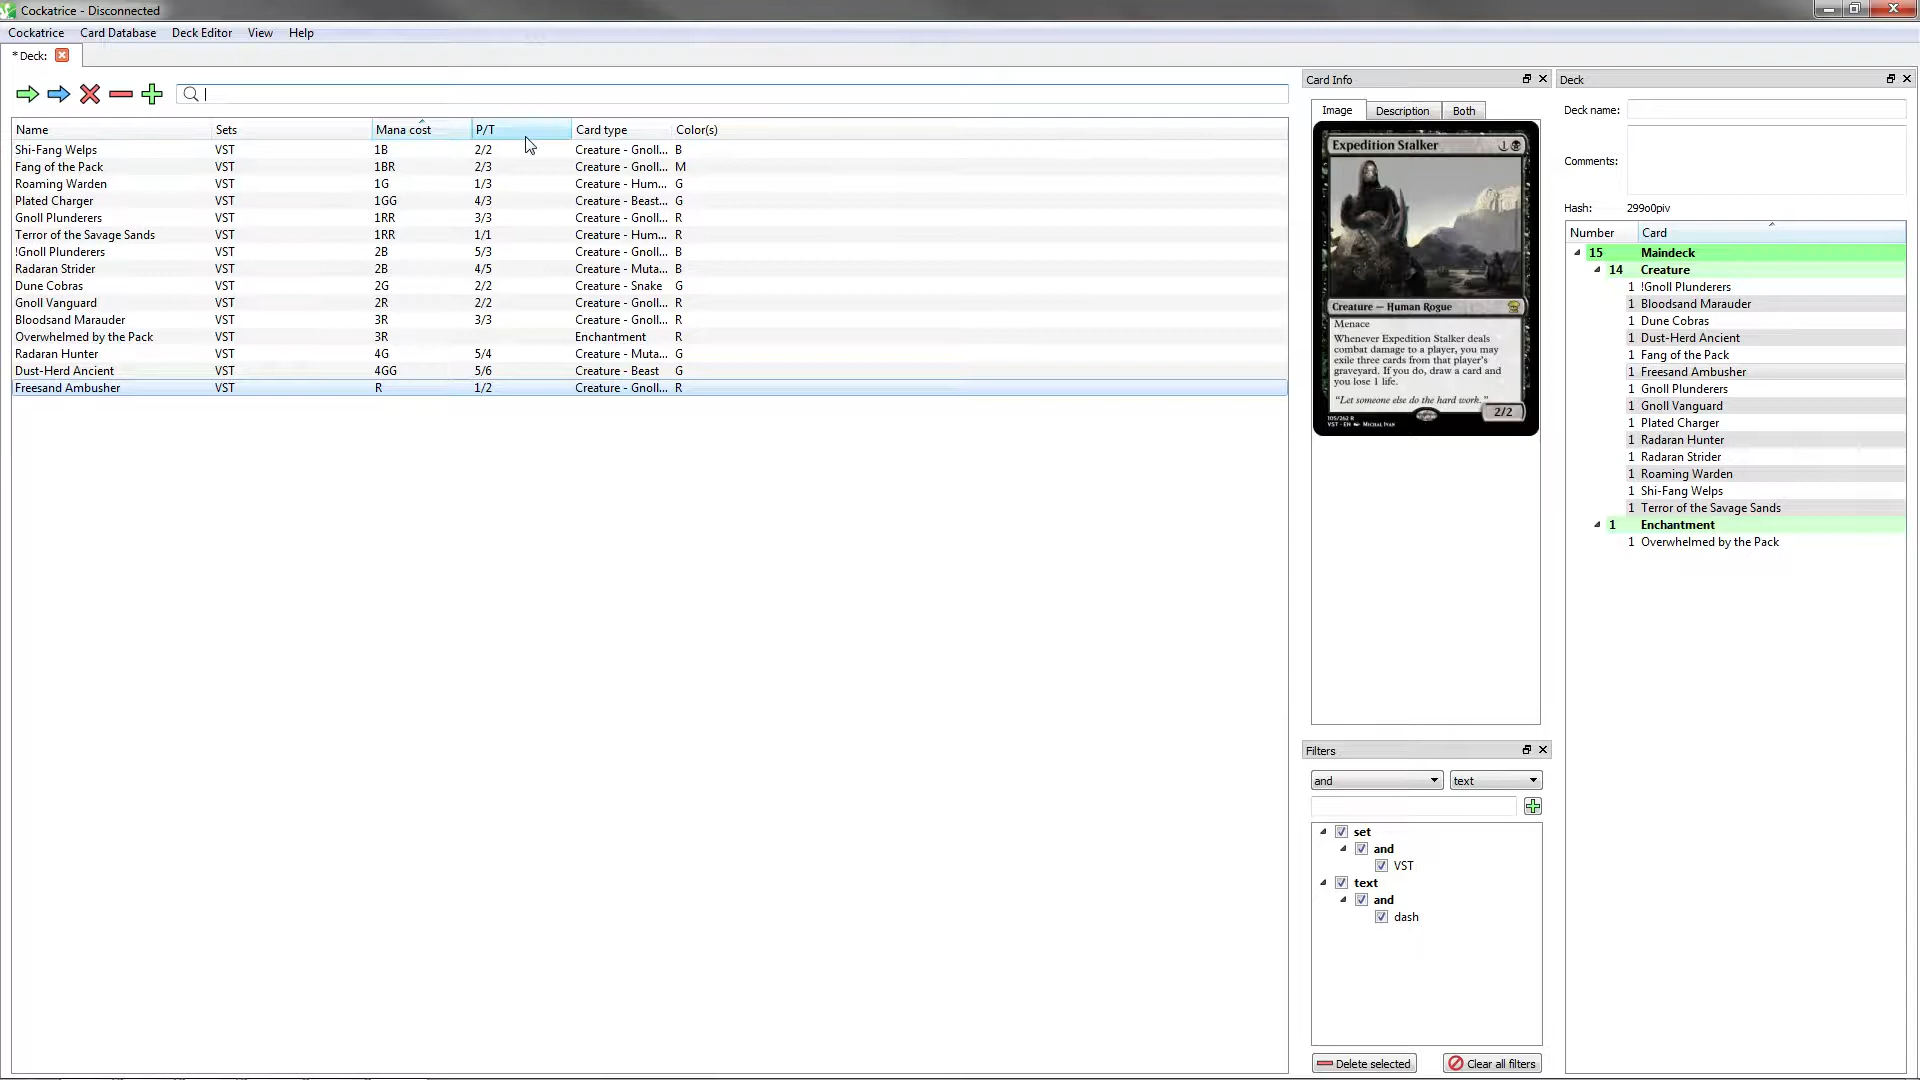 Cockatrice - Disconnected
Cockatrice Card Database Deck Editor View Help
*Deck:
Name Sets Mana cost P/T Card type Color(s)
Shi-Fang Welps VST 1B 2/2 Creature - Gnoll... B
Fang of the Pack VST 1BR 2/3 Creature - Gnoll... M
Roaming Warden VST 1G 1/3 Creature - Hum... G
Plated Charger VST 1GG 4/3 Creature - Beast... G
Gnoll Plunderers VST 1RR 3/3 Creature - Gnoll... R
Terror of the Savage Sands VST 1RR 1/1 Creature - Hum... R
!Gnoll Plunderers VST 2B 5/3 Creature - Gnoll... B
Radaran Strider VST 2B 4/5 Creature - Muta... B
Dune Cobras VST 2G 2/2 Creature - Snake G
Gnoll Vanguard VST 2R 2/2 Creature - Gnoll... R
Bloodsand Marauder VST 3R 3/3 Creature - Gnoll... R
Overwhelmed by the Pack VST 3R Enchantment R
Radaran Hunter VST 4G 5/4 Creature - Muta... G
Dust-Herd Ancient VST 4GG 5/6 Creature - Beast G
Freesand Ambusher VST R 1/2 Creature - Gnoll... R
Card Info
Image Description Both
Expedition Stalker 1
Creature — Human Rogue
Menace
Whenever Expedition Stalker deals
combat damage to a player, you may
exile three cards from that player's
graveyard. If you do, draw a card and
you lose 1 life.
"Let someone else do the hard work."
2/2
105/262 R
VST · EN Michal Ivan
Filters
and text
set
and
VST
text
and
dash
Delete selected Clear all filters
Deck
Deck name:
Comments:
Hash: 299o0piv
Number Card
15 Maindeck
14 Creature
1 !Gnoll Plunderers
1 Bloodsand Marauder
1 Dune Cobras
1 Dust-Herd Ancient
1 Fang of the Pack
1 Freesand Ambusher
1 Gnoll Plunderers
1 Gnoll Vanguard
1 Plated Charger
1 Radaran Hunter
1 Radaran Strider
1 Roaming Warden
1 Shi-Fang Welps
1 Terror of the Savage Sands
1 Enchantment
1 Overwhelmed by the Pack